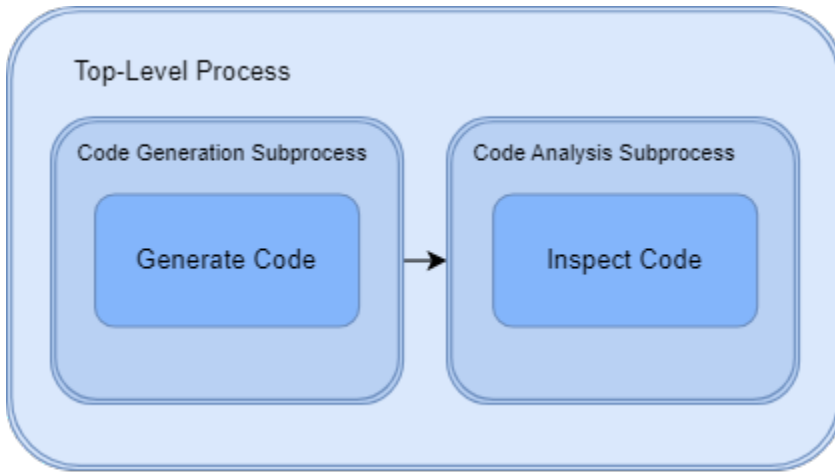 Top-Level Process
Code Generation Subprocess
Code Analysis Subprocess
Generate Code
Inspect Code